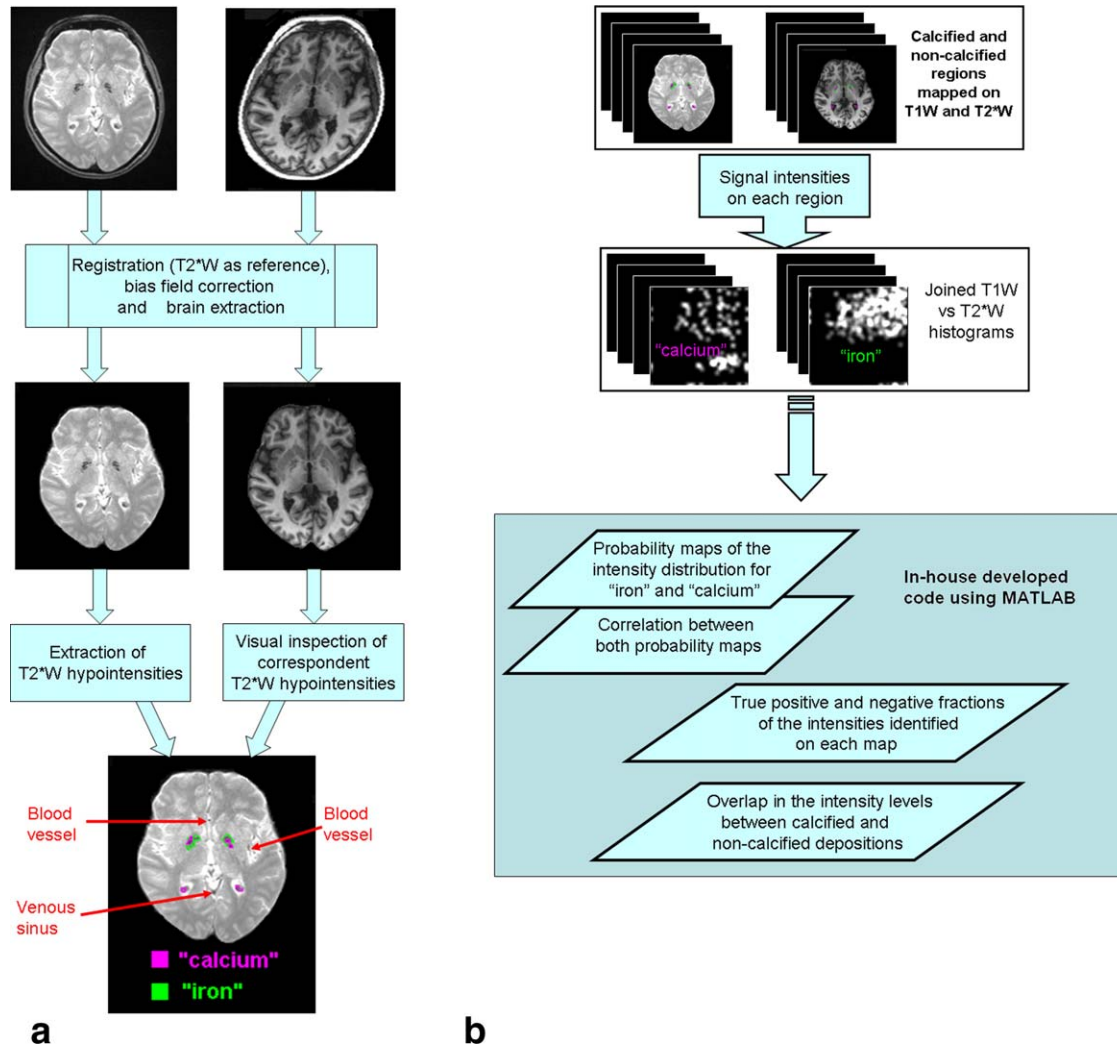 Registration (T2*W as reference),
bias field correction
and brain extraction
Extraction of
T2*W hypointensities
Visual inspection of
correspondent
T2*W hypointensities
Blood
vessel
Blood
vessel
Venous
sinus
"calcium"
"iron"
a
Calcified and
non-calcified
regions
mapped on
T1W and T2*W
Signal intensities
on each region
"calcium"
"iron"
Joined T1W
vs T2*W
histograms
Probability maps of the
intensity distribution for
“iron” and “calcium”
In-house developed
code using MATLAB
Correlation between
both probability maps
True positive and negative fractions
of the intensities identified
on each map
Overlap in the intensity levels
between calcified and
non-calcified depositions
b